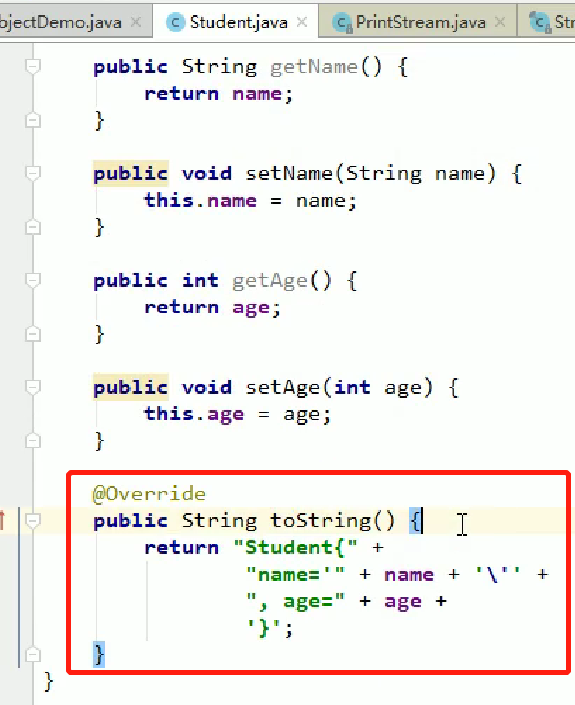 bjectDemo.java Student.java PrintStream.java Str
public String getName() {
return name;
}
public void setName(String name) {
this.name = name;
}
public int getAge() {
return age;
}
public void setAge(int age) {
this.age = age;
}
@Override
public String toString() {
return "Student{" +
"name='" + name + '\'' +
", age=" + age +
'}';
}
}